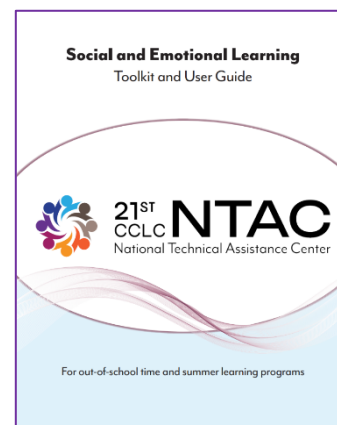 Social and Emotional Learning
Toolkit and User Guide
21ST
CCLC NTAC
National Technical Assistance Center
For out-of-school time and summer learning programs